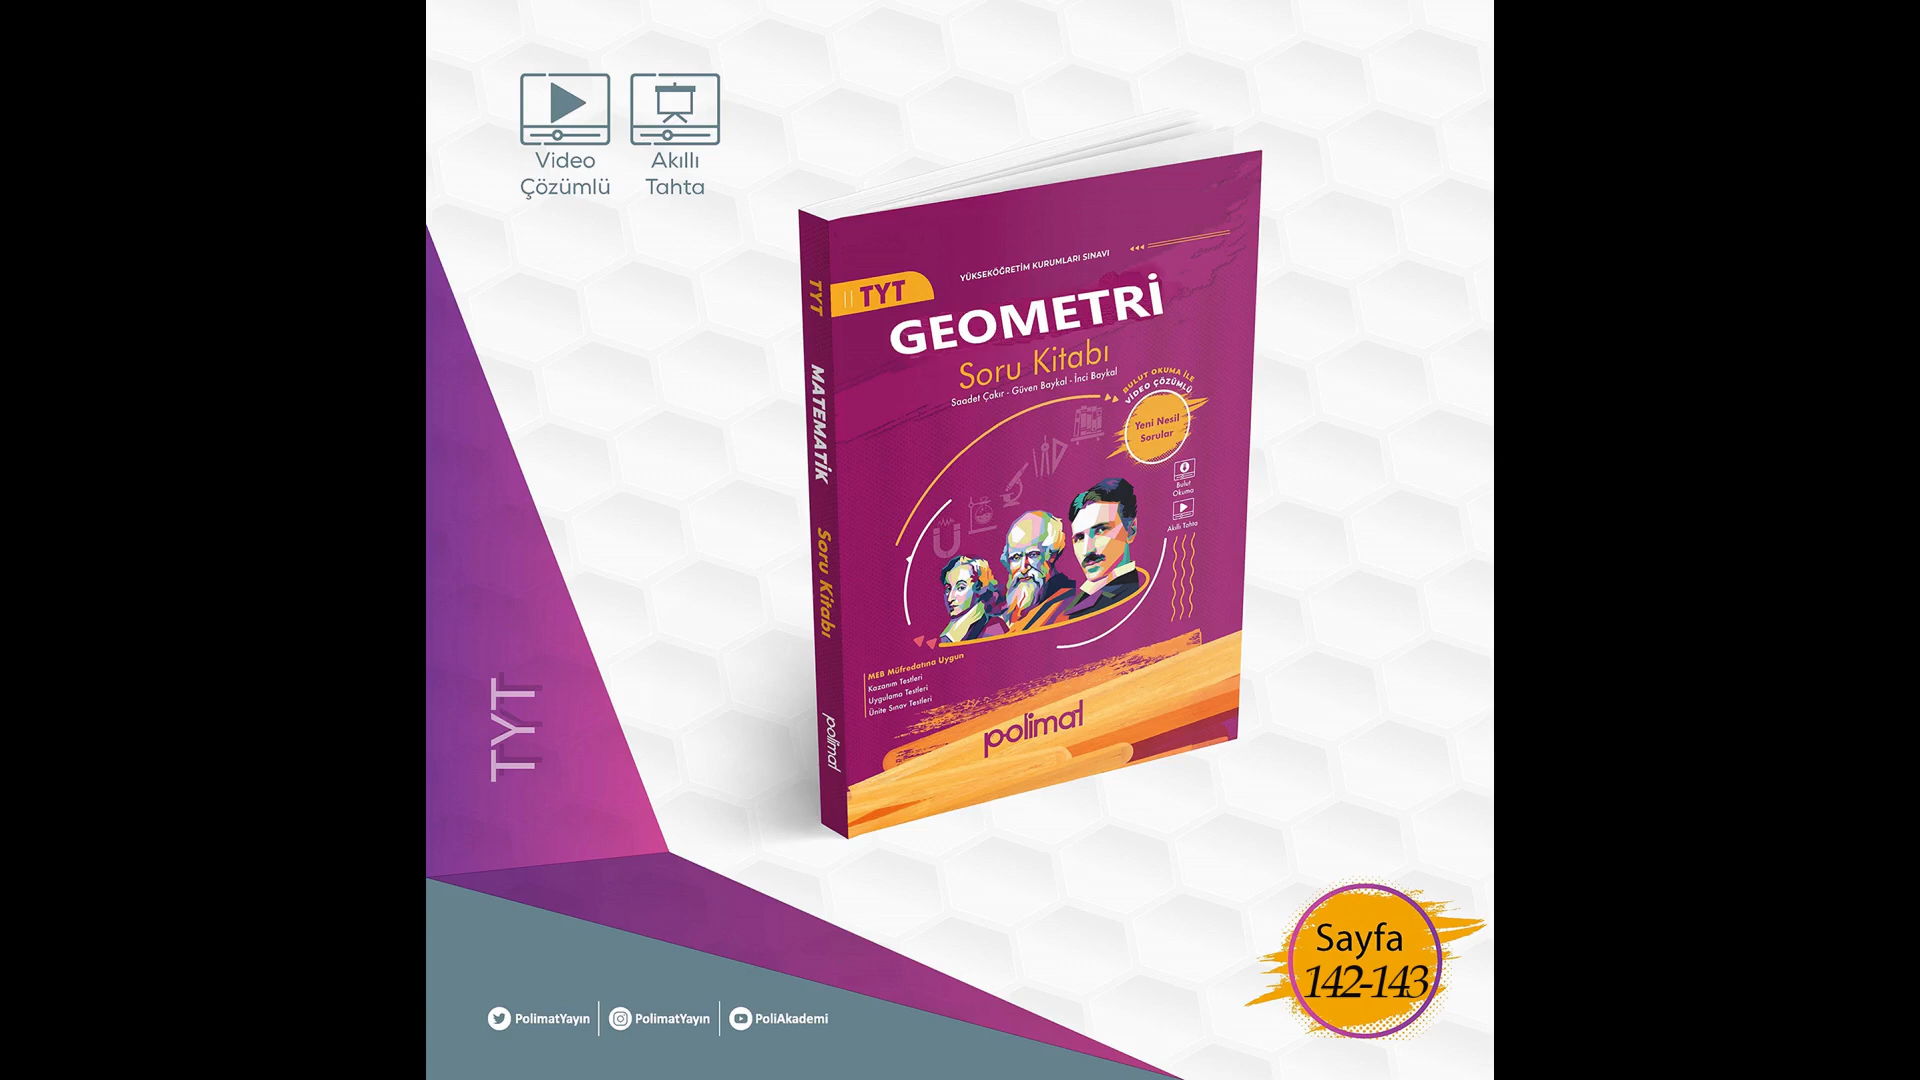 Video
Çözümlü
Akıllı
Tahta
YÜKSEKÖĞRETİM KURUMLARI SINAVI
TYT
GEOMETRİ
Soru Kitabı
Saadet Çakır - Güven Baykal - İnci Baykal
BULUT OKUMA İLE
VİDEO ÇÖZÜMLÜ
Yeni Nesil
Sorular
Bulut
Okuma
Akıllı Tahta
MEB Müfredatına Uygun
Kazanım Testleri
Uygulama Testleri
Ünite Sınav Testleri
polimat
TYT
MATEMATİK
Soru Kitabı
polimat
TYT
Sayfa
142-143
PolimatYayın
PolimatYayın
PoliAkademi